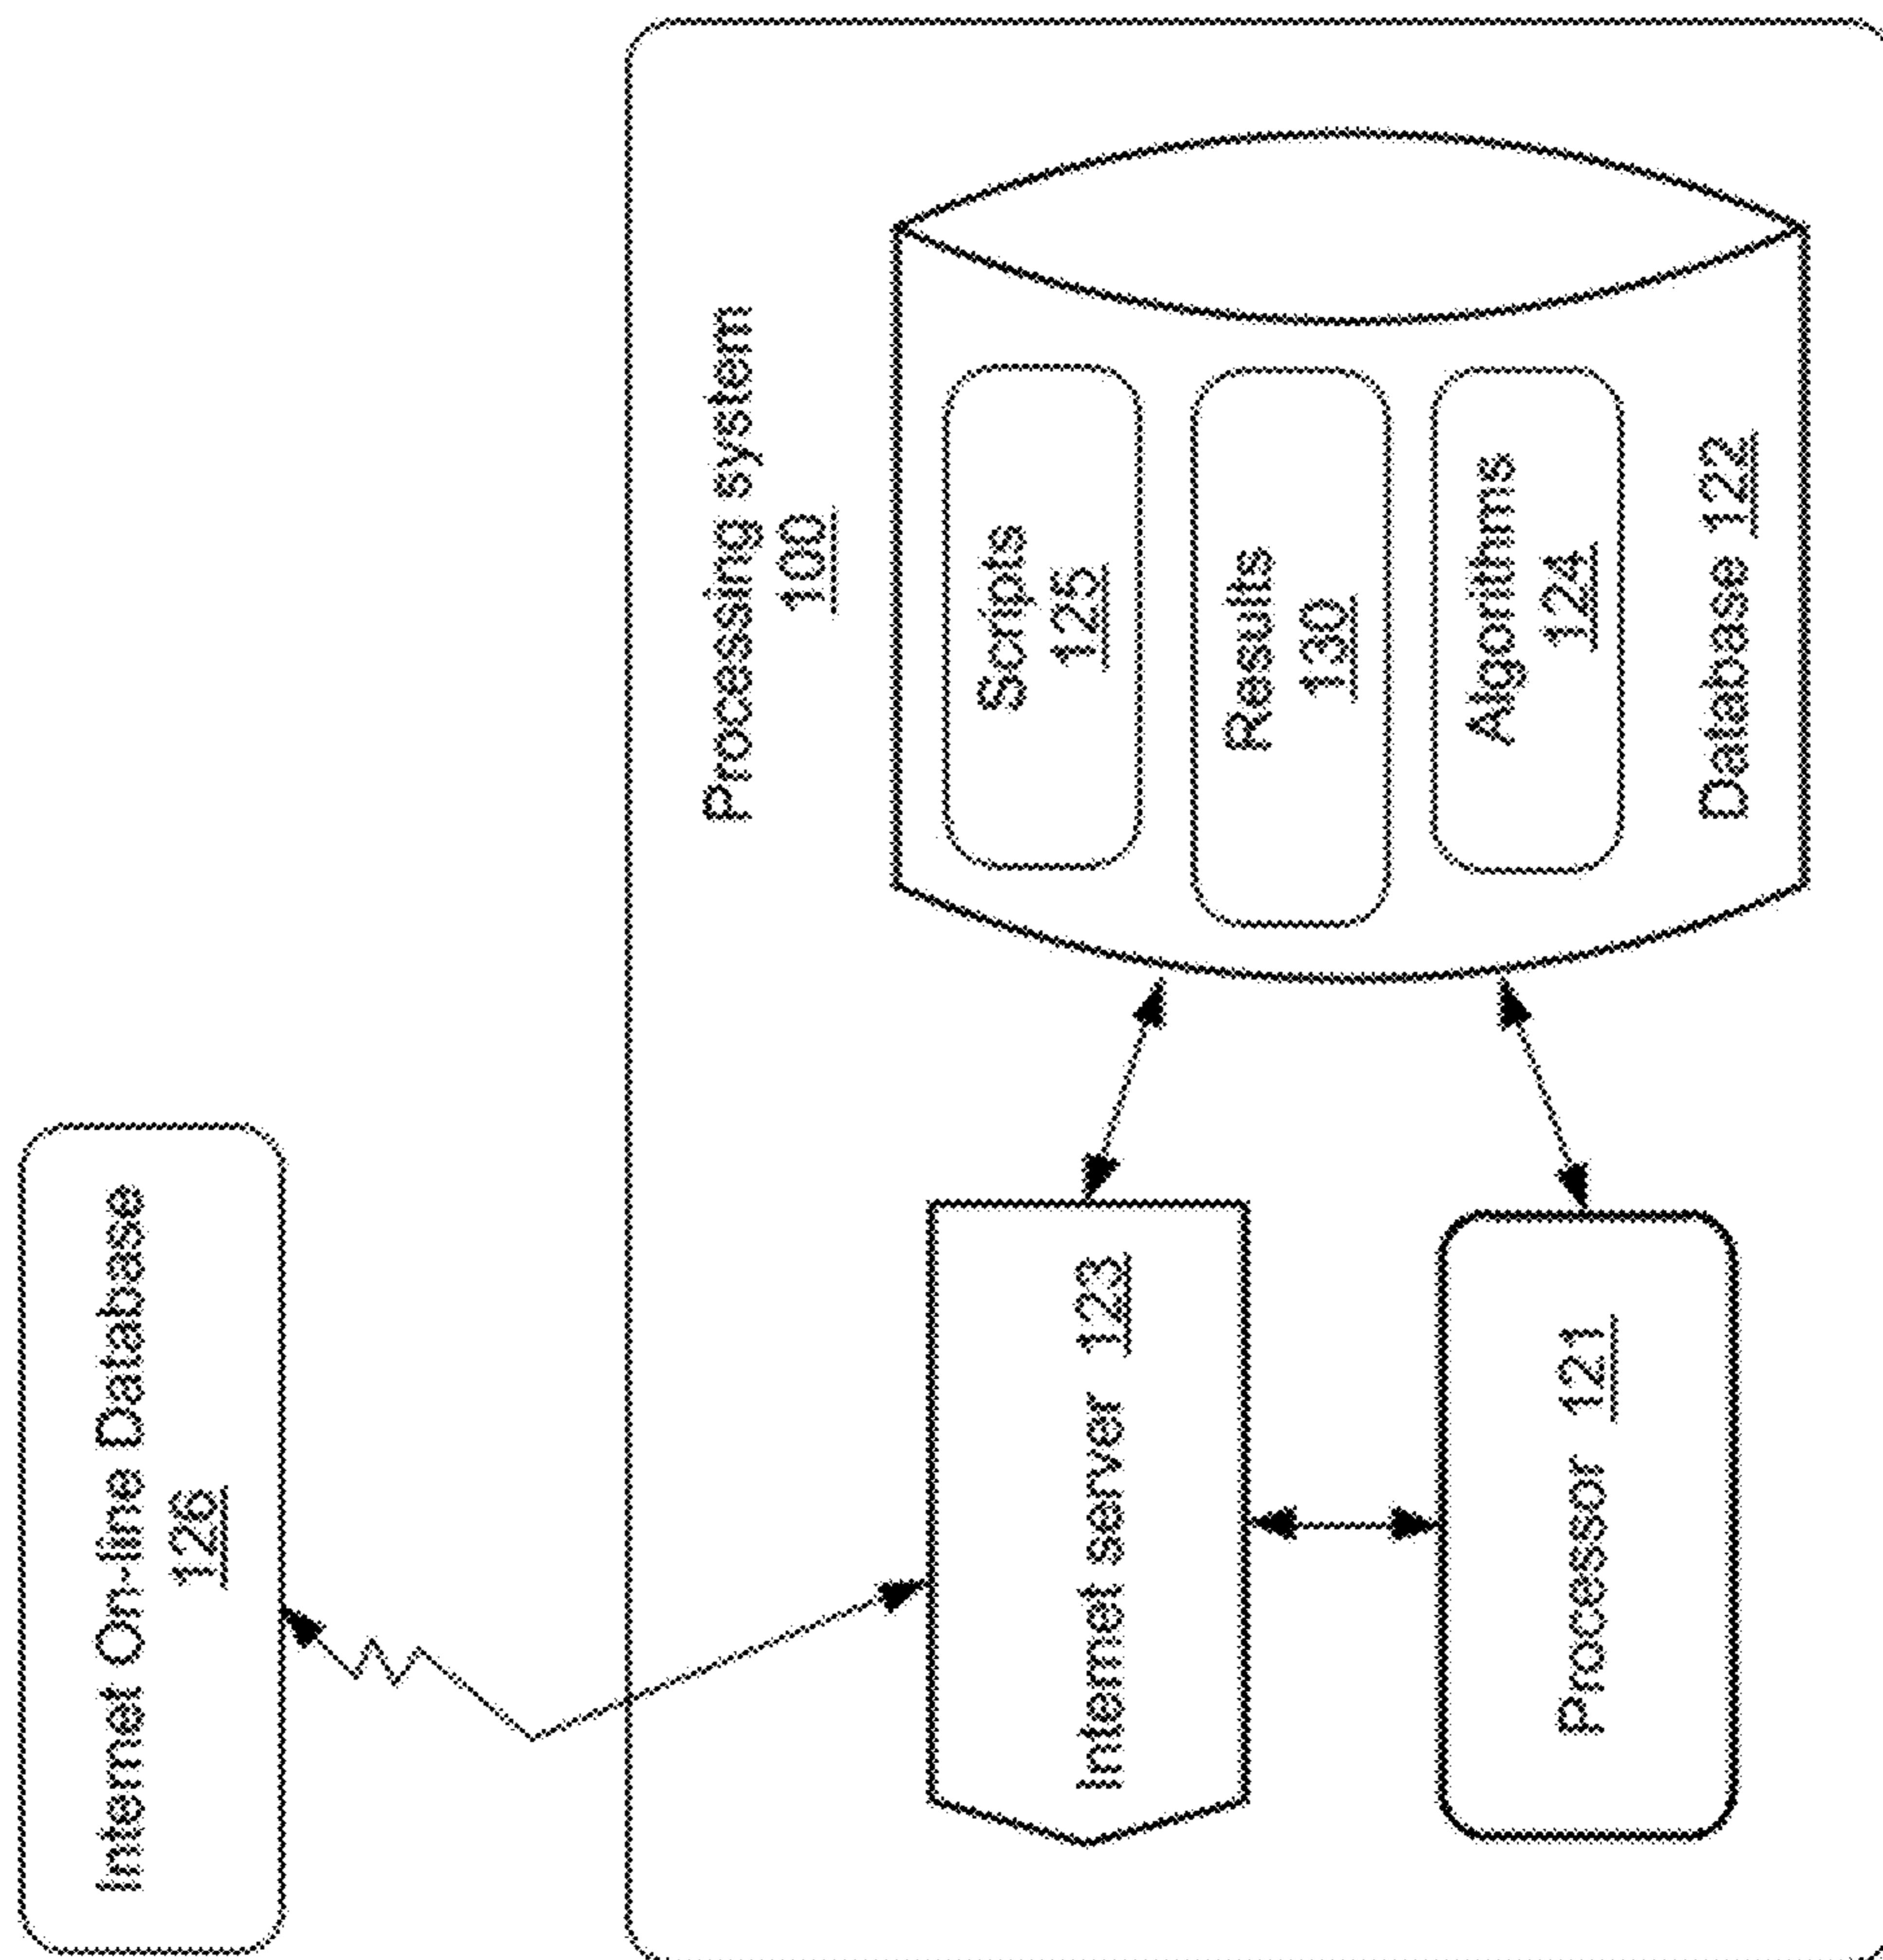 Internet On-line Database
126
Processing system
100
Internet server 123
Scripts
125
Results
130
Processor 121
Algorithms
124
Database 122